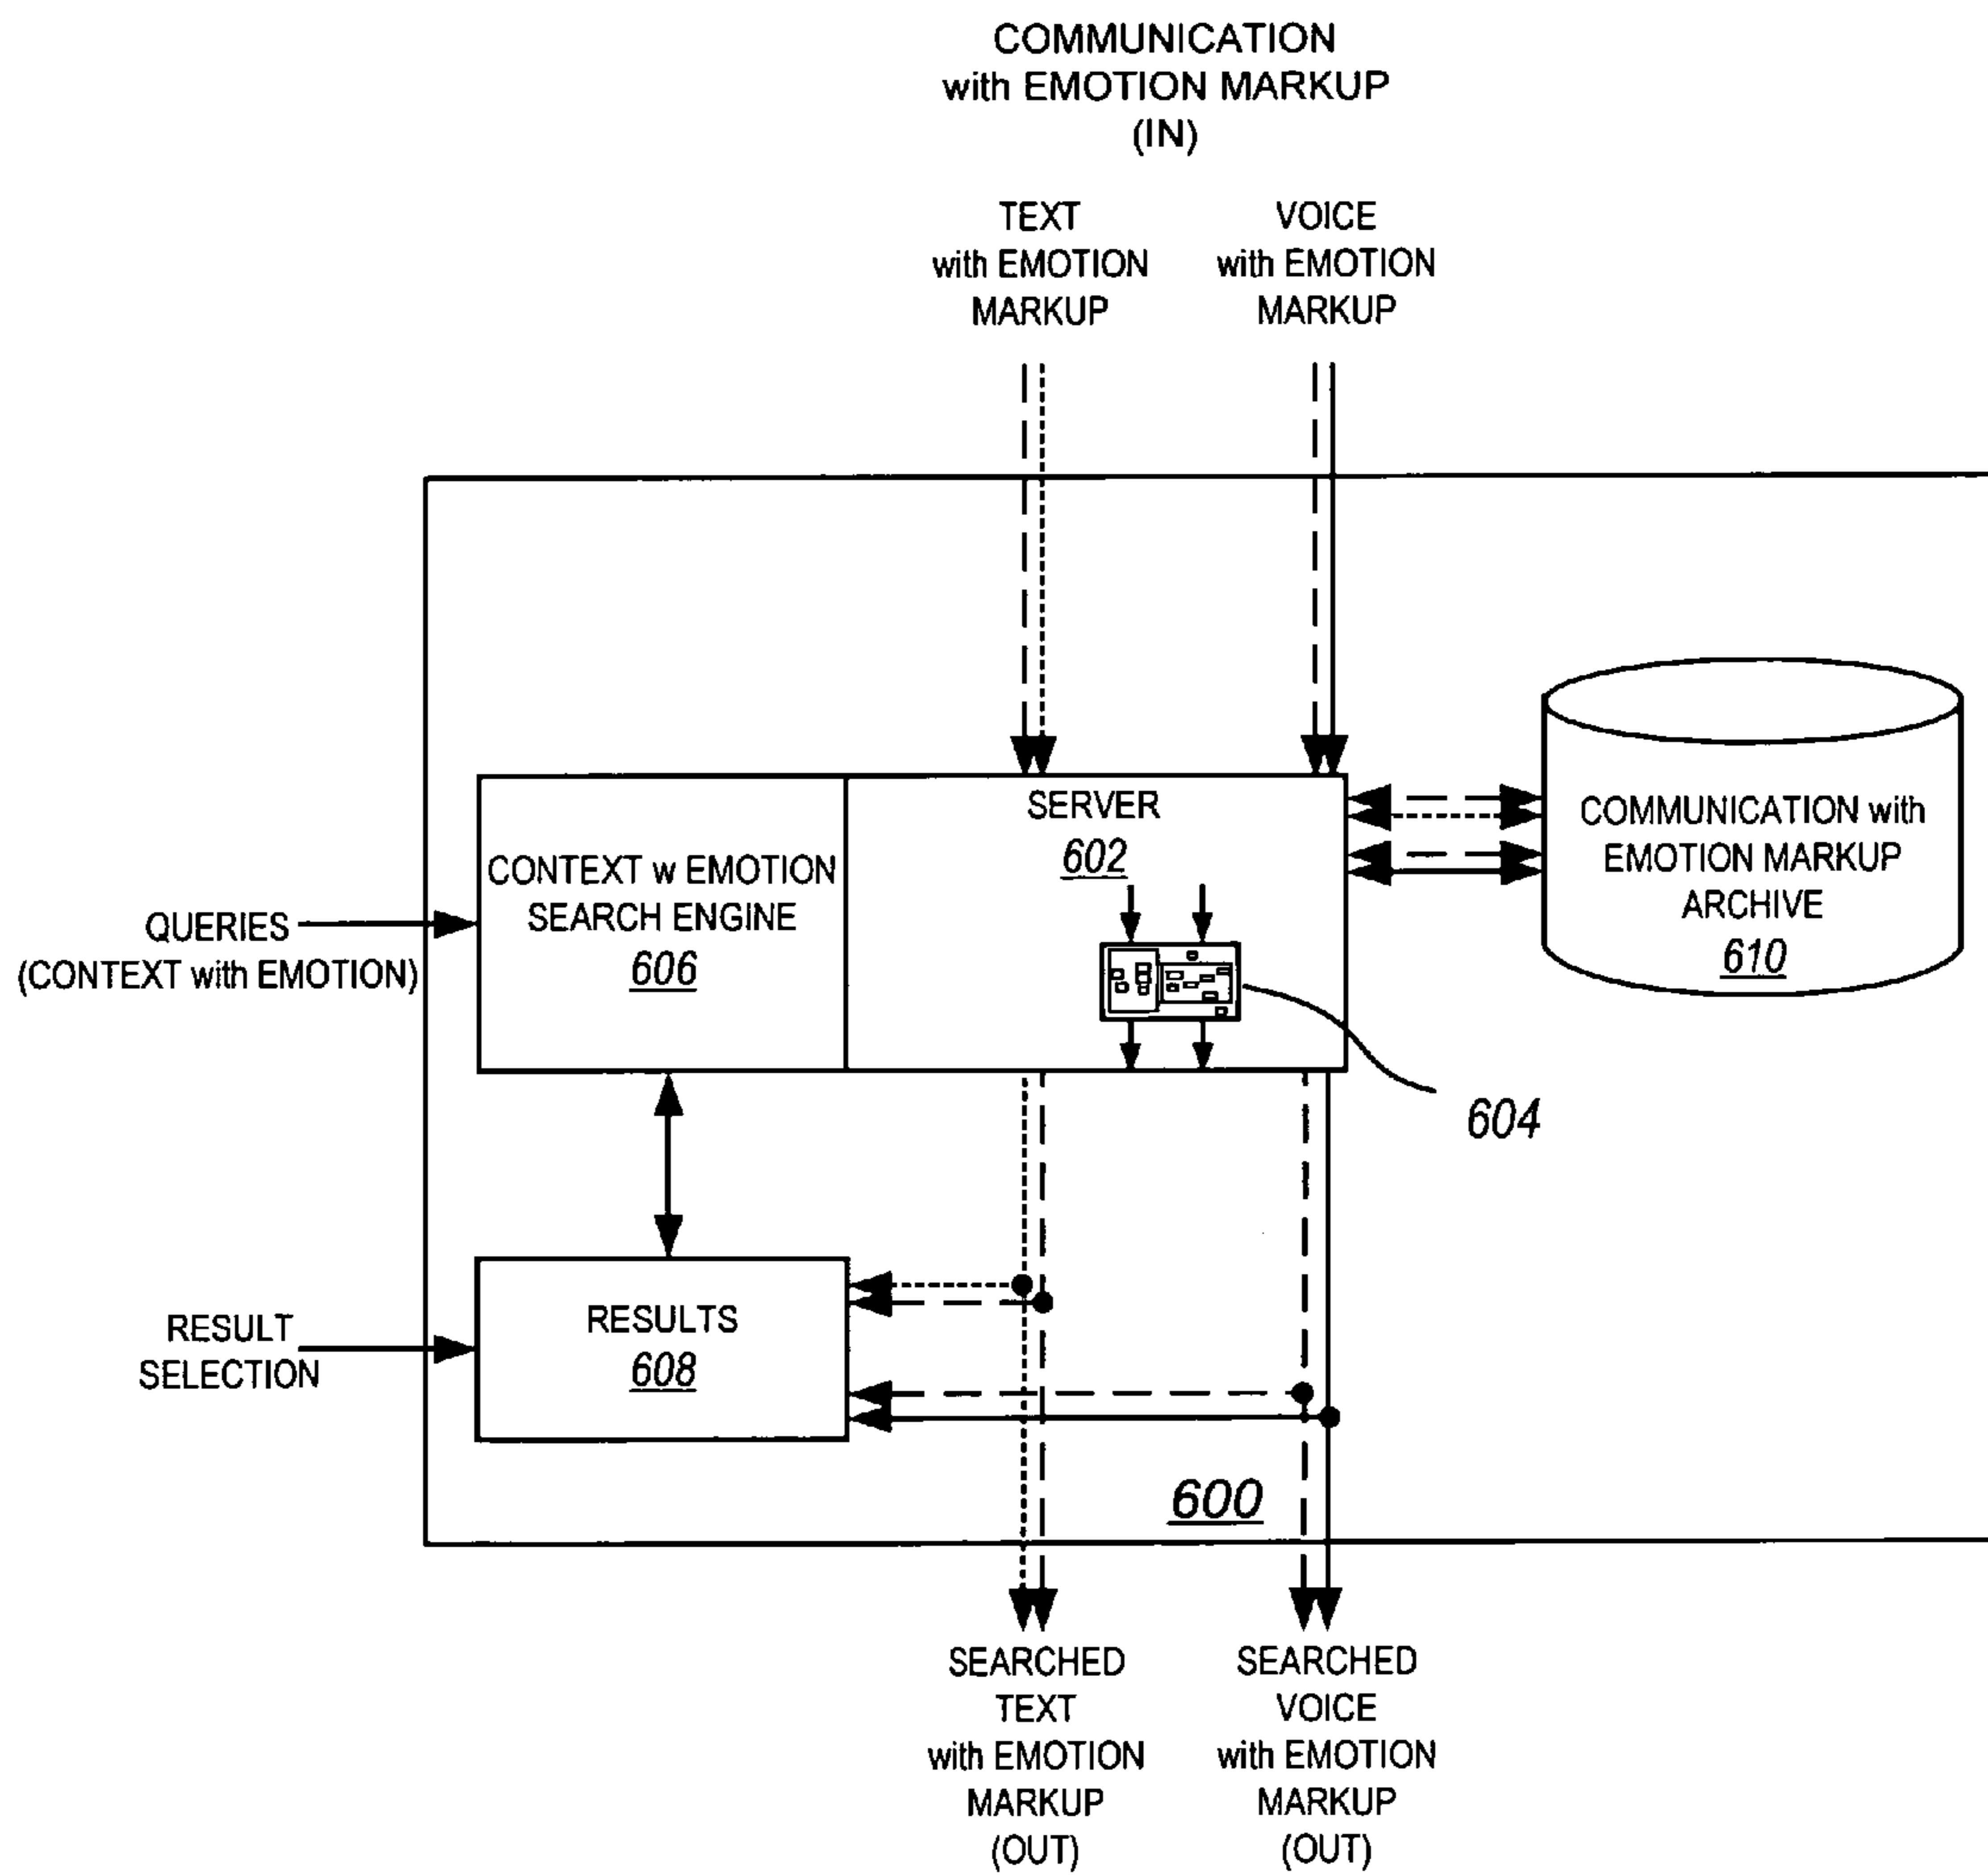 COMMUNICATION
with EMOTION MARKUP
(IN)
TEXT
with EMOTION
MARKUP
VOICE
with EMOTION
MARKUP
SERVER
602
CONTEXT w EMOTION
SEARCH ENGINE
606
COMMUNICATION with
EMOTION MARKUP
ARCHIVE
610
QUERIES
(CONTEXT with EMOTION)
604
RESULTS
608
RESULT
SELECTION
600
SEARCHED
TEXT
with EMOTION
MARKUP
(OUT)
SEARCHED
VOICE
with EMOTION
MARKUP
(OUT)